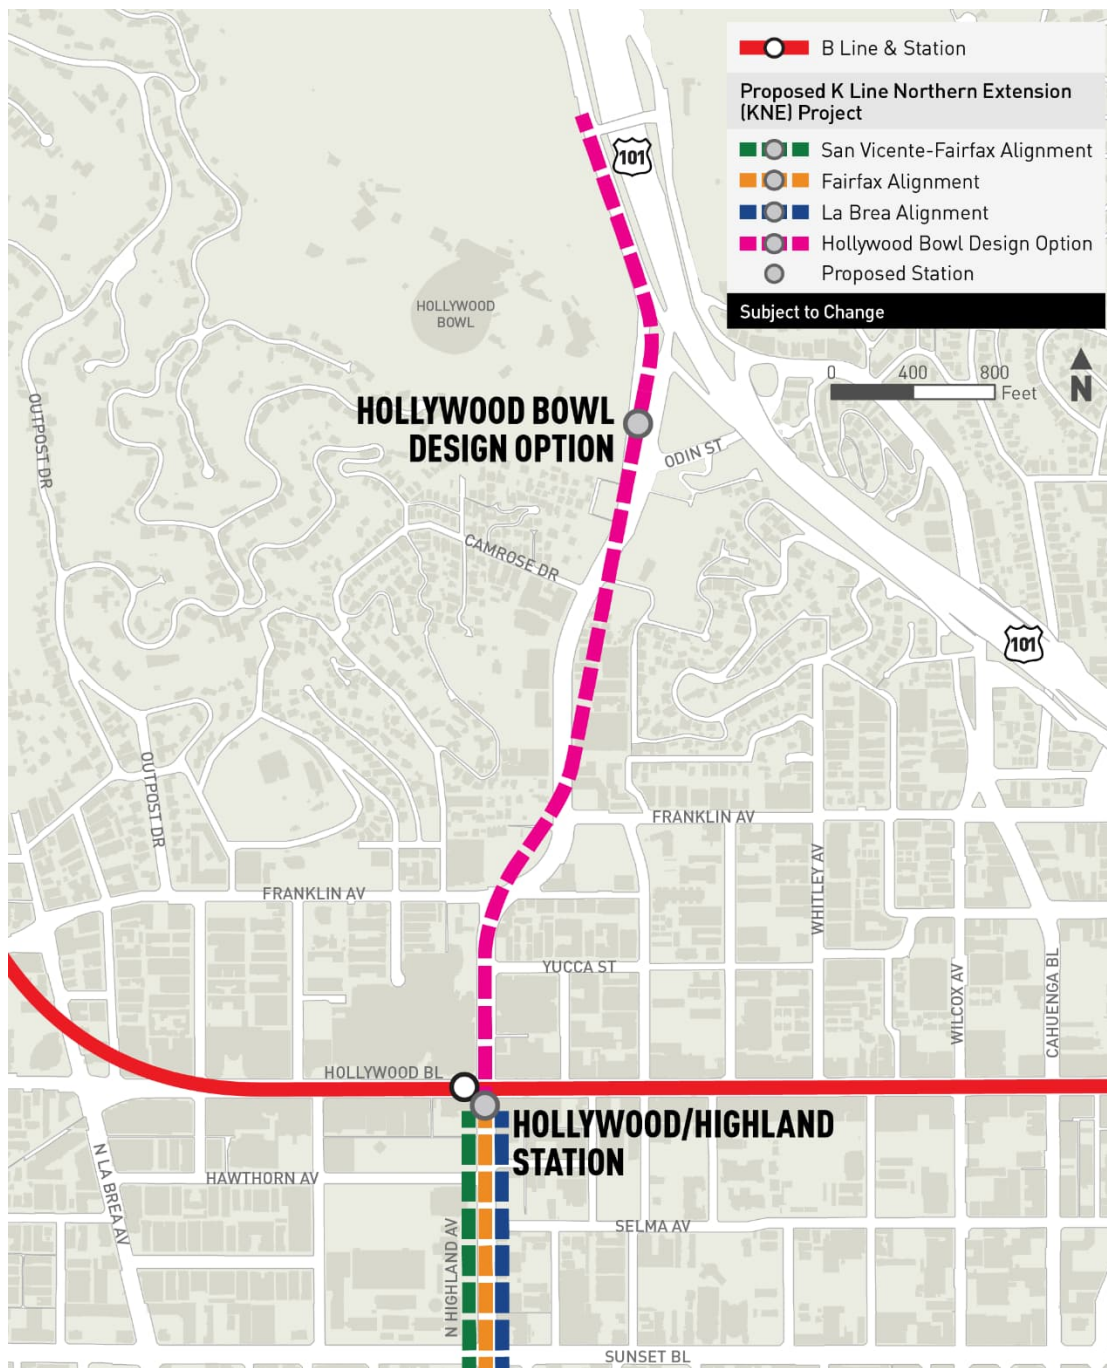 B Line & Station
Proposed K Line Northern Extension
(KNE) Project
San Vicente-Fairfax Alignment
Fairfax Alignment
La Brea Alignment
Hollywood Bowl Design Option
Proposed Station
Subject to Change
0 400 800
Feet
N
101
HOLLYWOOD
BOWL
HOLLYWOOD BOWL
DESIGN OPTION
OUTPOST DR
ODIN ST
CAMROSE DR
101
OUTPOST DR
FRANKLIN AV
WHITLEY AV
FRANKLIN AV
YUCCA ST
WILCOX AV
CAHUENGA BL
HOLLYWOOD BL
HOLLYWOOD/HIGHLAND
STATION
N LA BREA AV
HAWTHORN AV
SELMA AV
N HIGHLAND AV
SUNSET BL